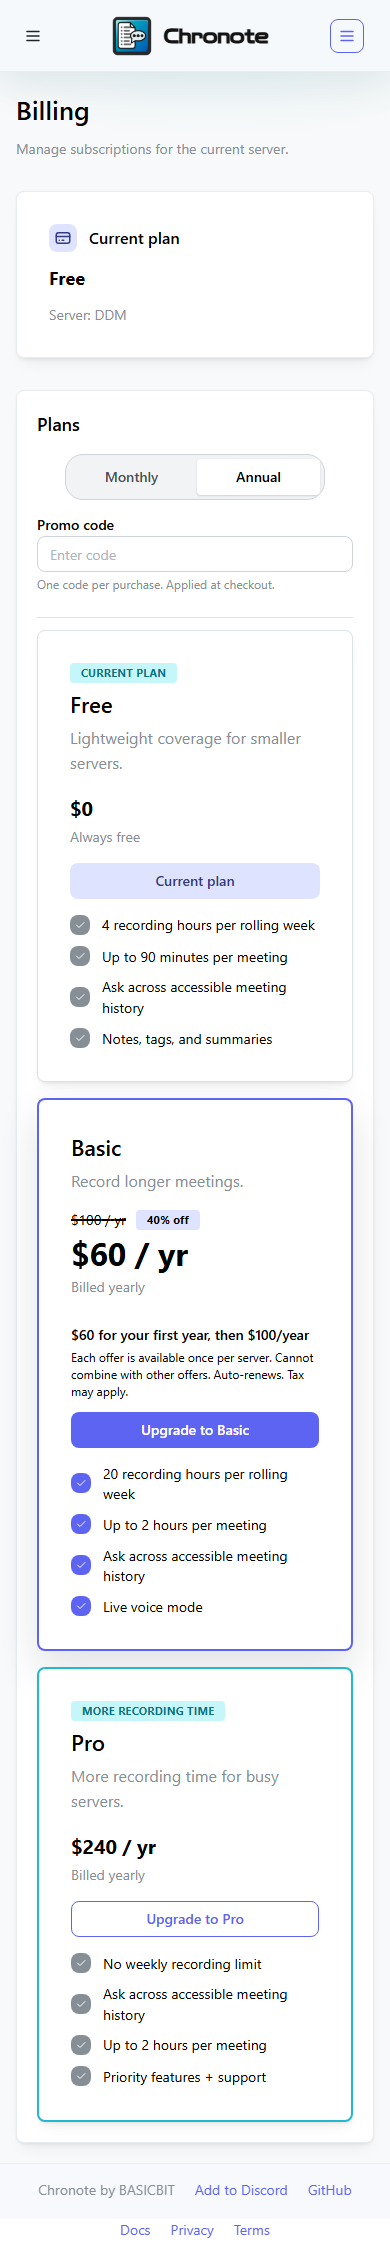 Chronote
Billing
Manage subscriptions for the current server.
Current plan
Free
Server: DDM
Plans
Monthly
Annual
Promo code
Enter code
One code per purchase. Applied at checkout.
CURRENT PLAN
Free
Lightweight coverage for smaller
servers.
$0
Always free
Current plan
4 recording hours per rolling week
Up to 90 minutes per meeting
Ask across accessible meeting
history
Notes, tags, and summaries
Basic
Record longer meetings.
$100 / yr
40% off
$60 / yr
Billed yearly
$60 for your first year, then $100/year
Each offer is available once per server. Cannot
combine with other offers. Auto-renews. Tax
may apply.
Upgrade to Basic
20 recording hours per rolling
week
Up to 2 hours per meeting
Ask across accessible meeting
history
Live voice mode
MORE RECORDING TIME
Pro
More recording time for busy
servers.
$240 / yr
Billed yearly
Upgrade to Pro
No weekly recording limit
Ask across accessible meeting
history
Up to 2 hours per meeting
Priority features + support
Chronote by BASICBIT
Add to Discord
GitHub
Docs
Privacy
Terms